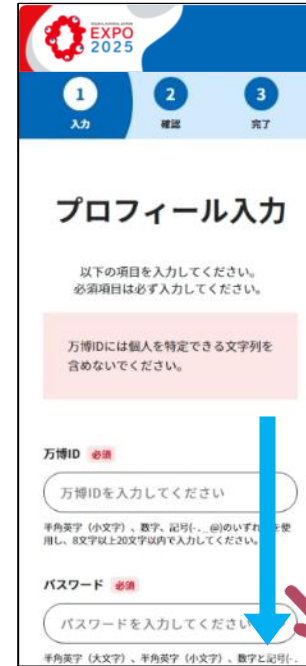 EXPO
2025
1
2
3
入力
確認
完了
プロフィール入力
以下の項目を入力してください。
必須項目は必ず入力してください。
万博IDには個人を特定できる文字列を
含めないでください。
万博ID 必須
万博IDを入力してください
半角英字（小文字）、数字、記号(-._@)のいず
使
用し、8文字以上20文字以内で入力してください。
パスワード 必須
パスワードを入力してくださ
半角英字（大文字）、半角英字（小文字）、数字と記号(-.